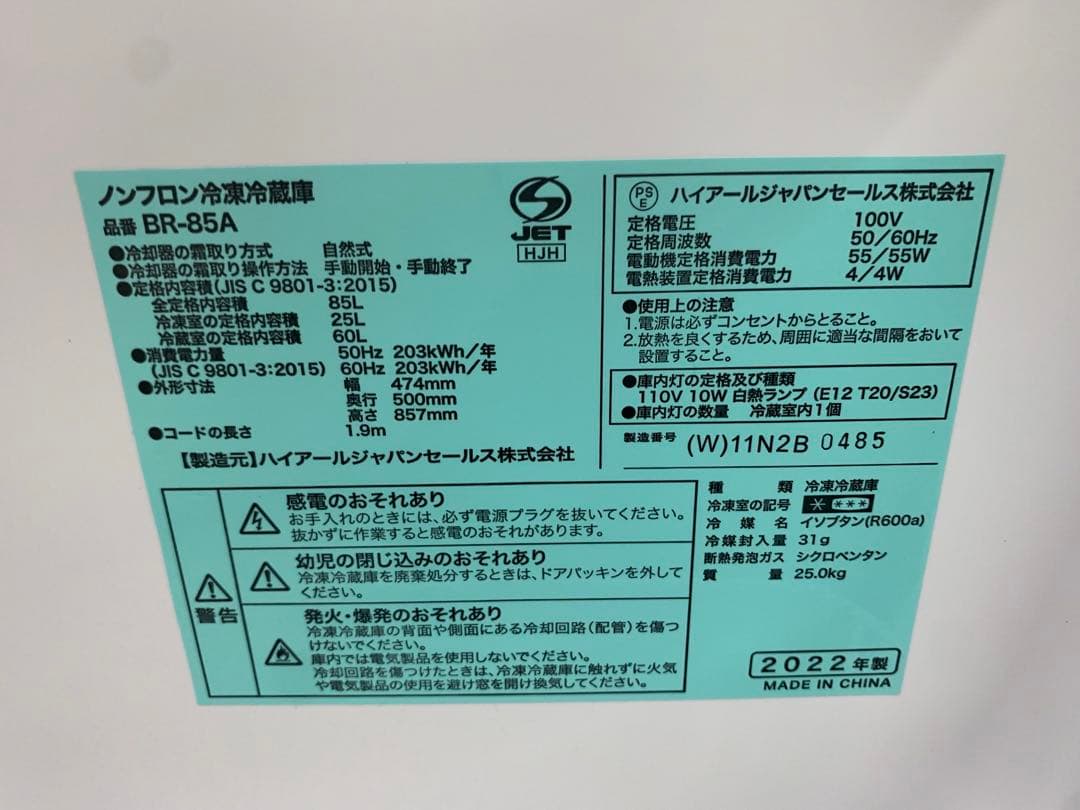 ノンフロン冷凍冷蔵庫
品番 BR-85A
●冷却器の霜取り方式 自然式
●冷却器の霜取り操作方法 手動開始・手動終了
●定格内容積(JIS C 9801-3:2015)
全定格内容積 85L
冷凍室の定格内容積 25L
冷蔵室の定格内容積 60L
●消費電力量 50Hz 203kWh/年
(JIS C 9801-3:2015) 60Hz 203kWh/年
●外形寸法 幅 474mm
奥行 500mm
高さ 857mm
●コードの長さ 1.9m
【製造元】ハイアールジャパンセールス株式会社
JET
HJH
PS E ハイアールジャパンセールス株式会社
定格電圧 100V
定格周波数 50/60Hz
電動機定格消費電力 55/55W
電熱装置定格消費電力 4/4W
●使用上の注意
1.電源は必ずコンセントからとること。
2.放熱を良くするため、周囲に適当な間隔をおいて
設置すること。
●庫内灯の定格及び種類
110V 10W 白熱ランプ (E12 T20/S23)
●庫内灯の数量 冷蔵室内1個
製造番号 (W)11N2B 0485
警告
感電のおそれあり
お手入れのときには、必ず電源プラグを抜いてください。
抜かずに作業すると感電のおそれがあります。
幼児の閉じ込みのおそれあり
冷凍冷蔵庫を廃棄処分するときは、ドアパッキンを外して
ください。
発火・爆発のおそれあり
冷凍冷蔵庫の背面や側面にある冷却回路(配管)を傷つ
けないでください。
庫内では電気製品を使用しないでください。
冷却回路を傷つけたときは、冷凍冷蔵庫に触れずに火気
や電気製品の使用を避け窓を開け換気してください。
種類 冷凍冷蔵庫
冷凍室の記号 * ***
冷媒名 イソブタン(R600a)
冷媒封入量 31g
断熱発泡ガス シクロペンタン
質量 25.0kg
2022年製
MADE IN CHINA